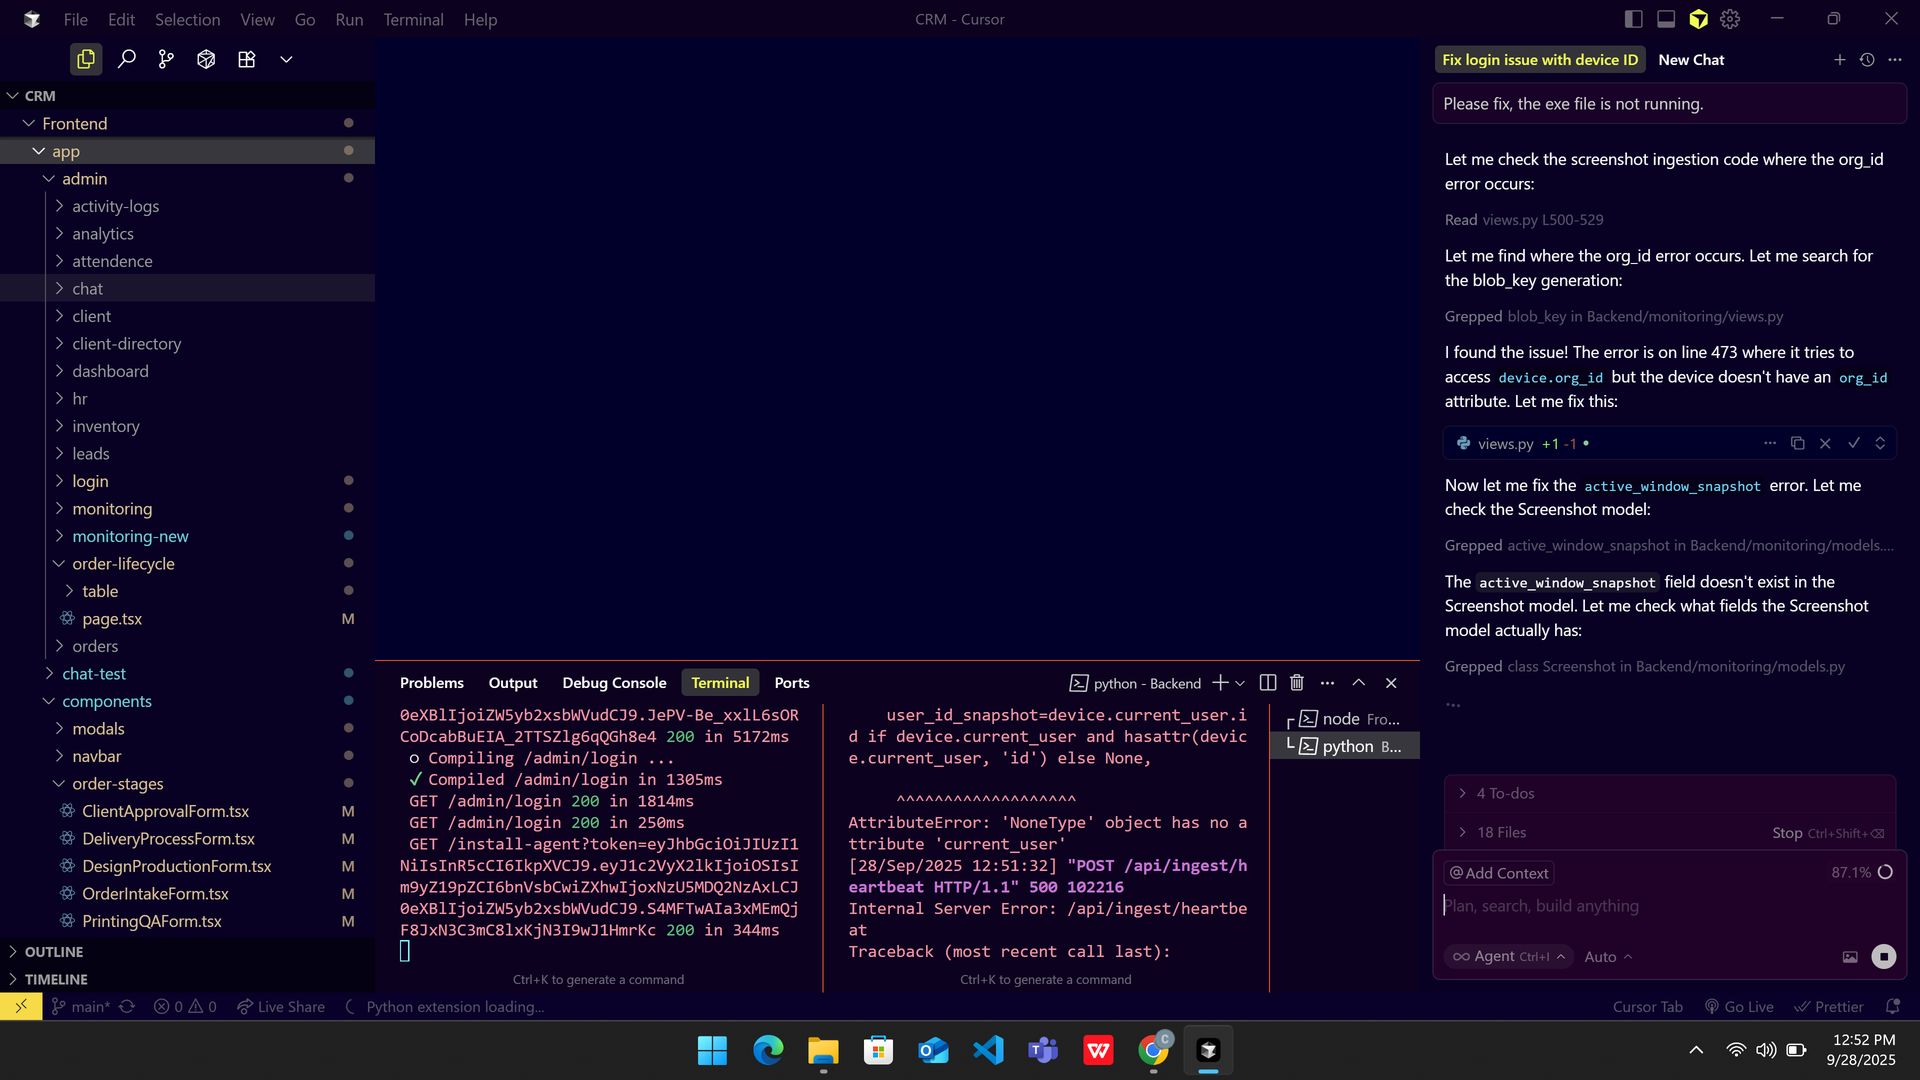 File Edit Selection View Go Run Terminal Help
CRM - Cursor
CRM
Frontend
app
admin
activity-logs
analytics
attendence
chat
client
client-directory
dashboard
hr
inventory
leads
login
monitoring
monitoring-new
order-lifecycle
table
page.tsx M
orders
chat-test
components
modals
navbar
order-stages
ClientApprovalForm.tsx M
DeliveryProcessForm.tsx M
DesignProductionForm.tsx M
OrderIntakeForm.tsx M
PrintingQAForm.tsx M
OUTLINE
TIMELINE
Problems Output Debug Console Terminal Ports
python - Backend
0eXBlIjoiZW5yb2xsbWVudCJ9.JePV-Be_xxlL6sOR
CoDcabBuEIA_2TTSZlg6qQGh8e4 200 in 5172ms
○ Compiling /admin/login ...
✓ Compiled /admin/login in 1305ms
GET /admin/login 200 in 1814ms
GET /admin/login 200 in 250ms
GET /install-agent?token=eyJhbGciOiJIUzI1
NiIsInR5cCI6IkpXVCJ9.eyJ1c2VyX2lkIjoiOSIsI
m9yZ19pZCI6bnVsbCwiZXhwIjoxNzU5MDQ2NzAxLCJ
0eXBlIjoiZW5yb2xsbWVudCJ9.S4MFTwAIa3xMEmQj
F8JxN3C3mC8lxKjN3I9wJ1HmrKc 200 in 344ms
Ctrl+K to generate a command
user_id_snapshot=device.current_user.i
d if device.current_user and hasattr(devic
e.current_user, 'id') else None,
^^^^^^^^^^^^^^^^^^^
AttributeError: 'NoneType' object has no a
ttribute 'current_user'
[28/Sep/2025 12:51:32] "POST /api/ingest/h
eartbeat HTTP/1.1" 500 102216
Internal Server Error: /api/ingest/heartbe
at
Traceback (most recent call last):
Ctrl+K to generate a command
node Fro...
python B...
Fix login issue with device ID New Chat
Please fix, the exe file is not running.
Let me check the screenshot ingestion code where the org_id
error occurs:
Read views.py L500-529
Let me find where the org_id error occurs. Let me search for
the blob_key generation:
Grepped blob_key in Backend/monitoring/views.py
I found the issue! The error is on line 473 where it tries to
access device.org_id but the device doesn't have an org_id
attribute. Let me fix this:
views.py +1 -1
Now let me fix the active_window_snapshot error. Let me
check the Screenshot model:
Grepped active_window_snapshot in Backend/monitoring/models....
The active_window_snapshot field doesn't exist in the
Screenshot model. Let me check what fields the Screenshot
model actually has:
Grepped class Screenshot in Backend/monitoring/models.py
4 To-dos
18 Files Stop Ctrl+Shift+⌫
@ Add Context 87.1%
Plan, search, build anything
Agent Ctrl+I Auto
main* 0 0 Live Share Python extension loading... Cursor Tab Go Live Prettier
C
12:52 PM
9/28/2025